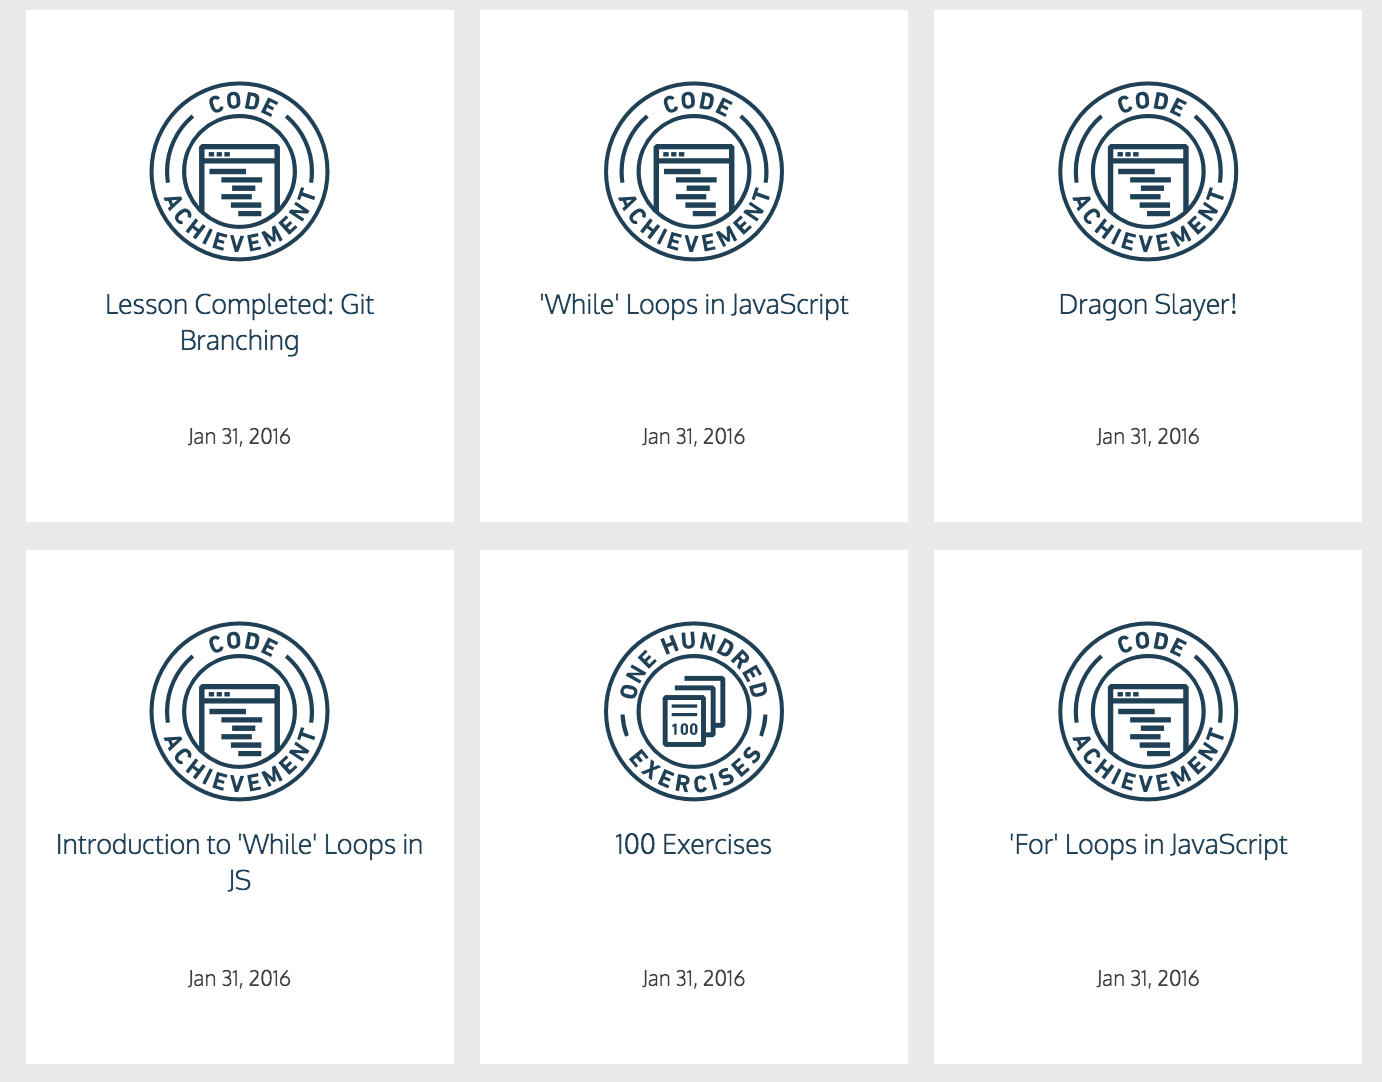 CODE
ACHIEVEMENT
Lesson Completed: Git
Branching
Jan 31, 2016
CODE
ACHIEVEMENT
'While' Loops in JavaScript
Jan 31, 2016
CODE
ACHIEVEMENT
Dragon Slayer!
Jan 31, 2016
CODE
ACHIEVEMENT
Introduction to 'While' Loops in
JS
Jan 31, 2016
ONE HUNDRED
100
EXERCISES
100 Exercises
Jan 31, 2016
CODE
ACHIEVEMENT
'For' Loops in JavaScript
Jan 31, 2016